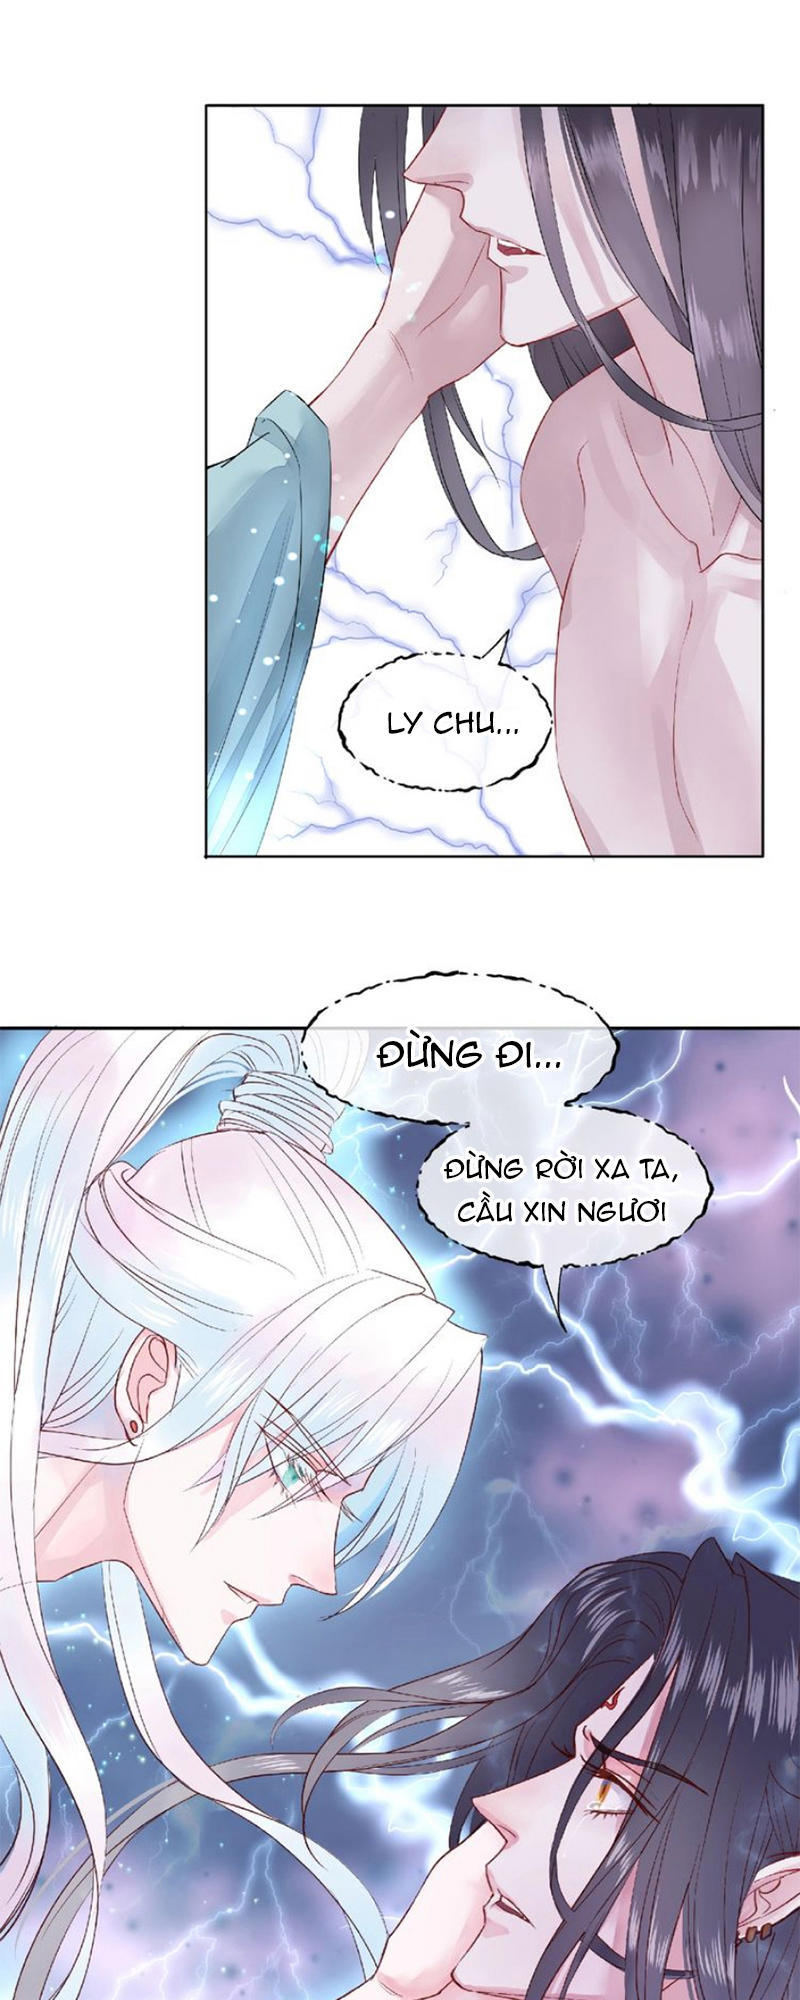 LY CHU...
ĐỪNG ĐI...
ĐỪNG RỜI XA TA,
CẦU XIN NGƯƠI